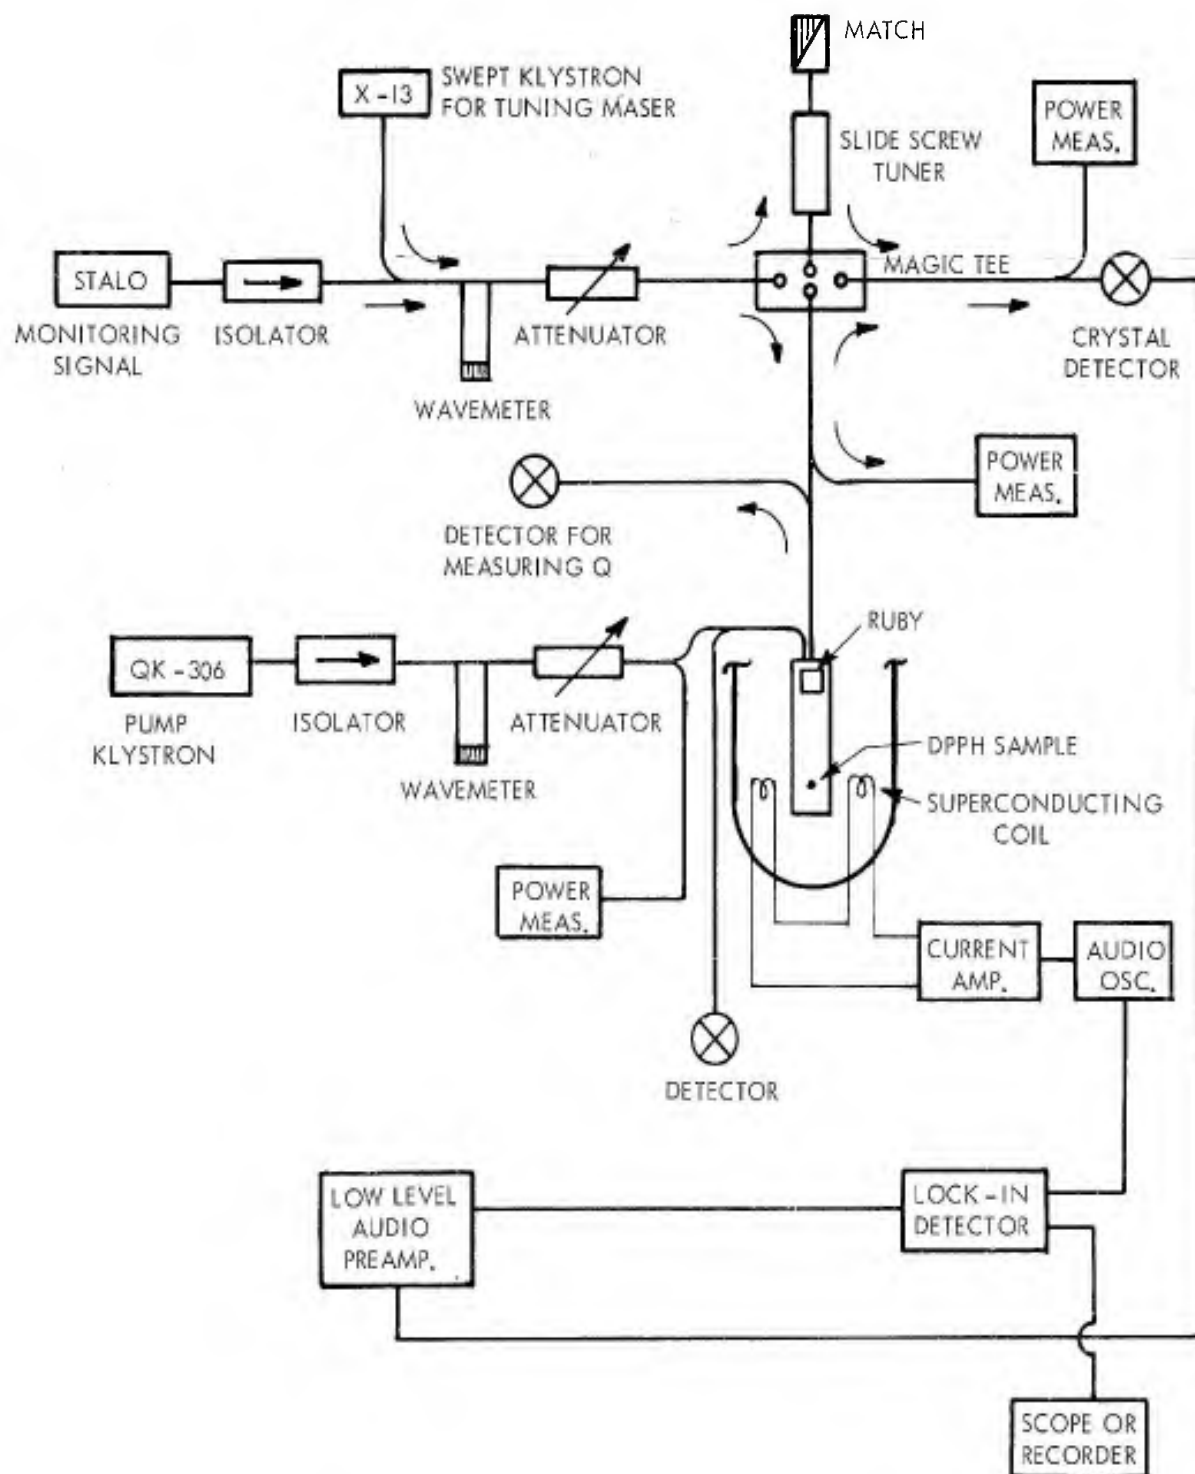 MATCH
X-13
SWEPT KLYSTRON
FOR TUNING MASER
POWER
MEAS.
SLIDE SCREW
TUNER
STALO
MONITORING
SIGNAL
ISOLATOR
ATTENUATOR
WAVEMETER
MAGIC TEE
CRYSTAL
DETECTOR
POWER
MEAS.
DETECTOR FOR
MEASURING Q
RUBY
QK-306
PUMP
KLYSTRON
ISOLATOR
ATTENUATOR
WAVEMETER
DPPH SAMPLE
SUPERCONDUCTING
COIL
POWER
MEAS.
CURRENT
AMP.
AUDIO
OSC.
DETECTOR
LOW LEVEL
AUDIO
PREAMP.
LOCK-IN
DETECTOR
SCOPE OR
RECORDER